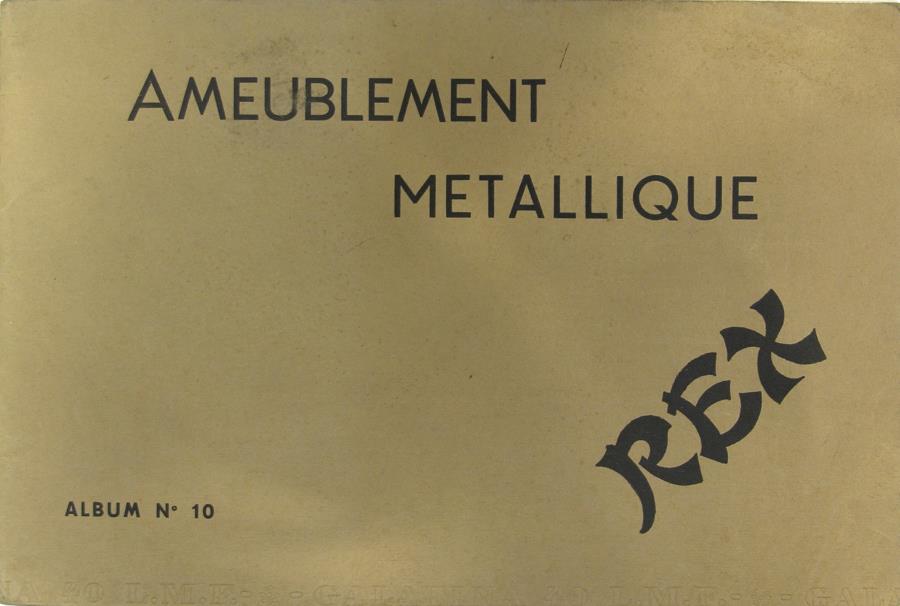 AMEUBLEMENT
METALLIQUE
REX
ALBUM N° 10